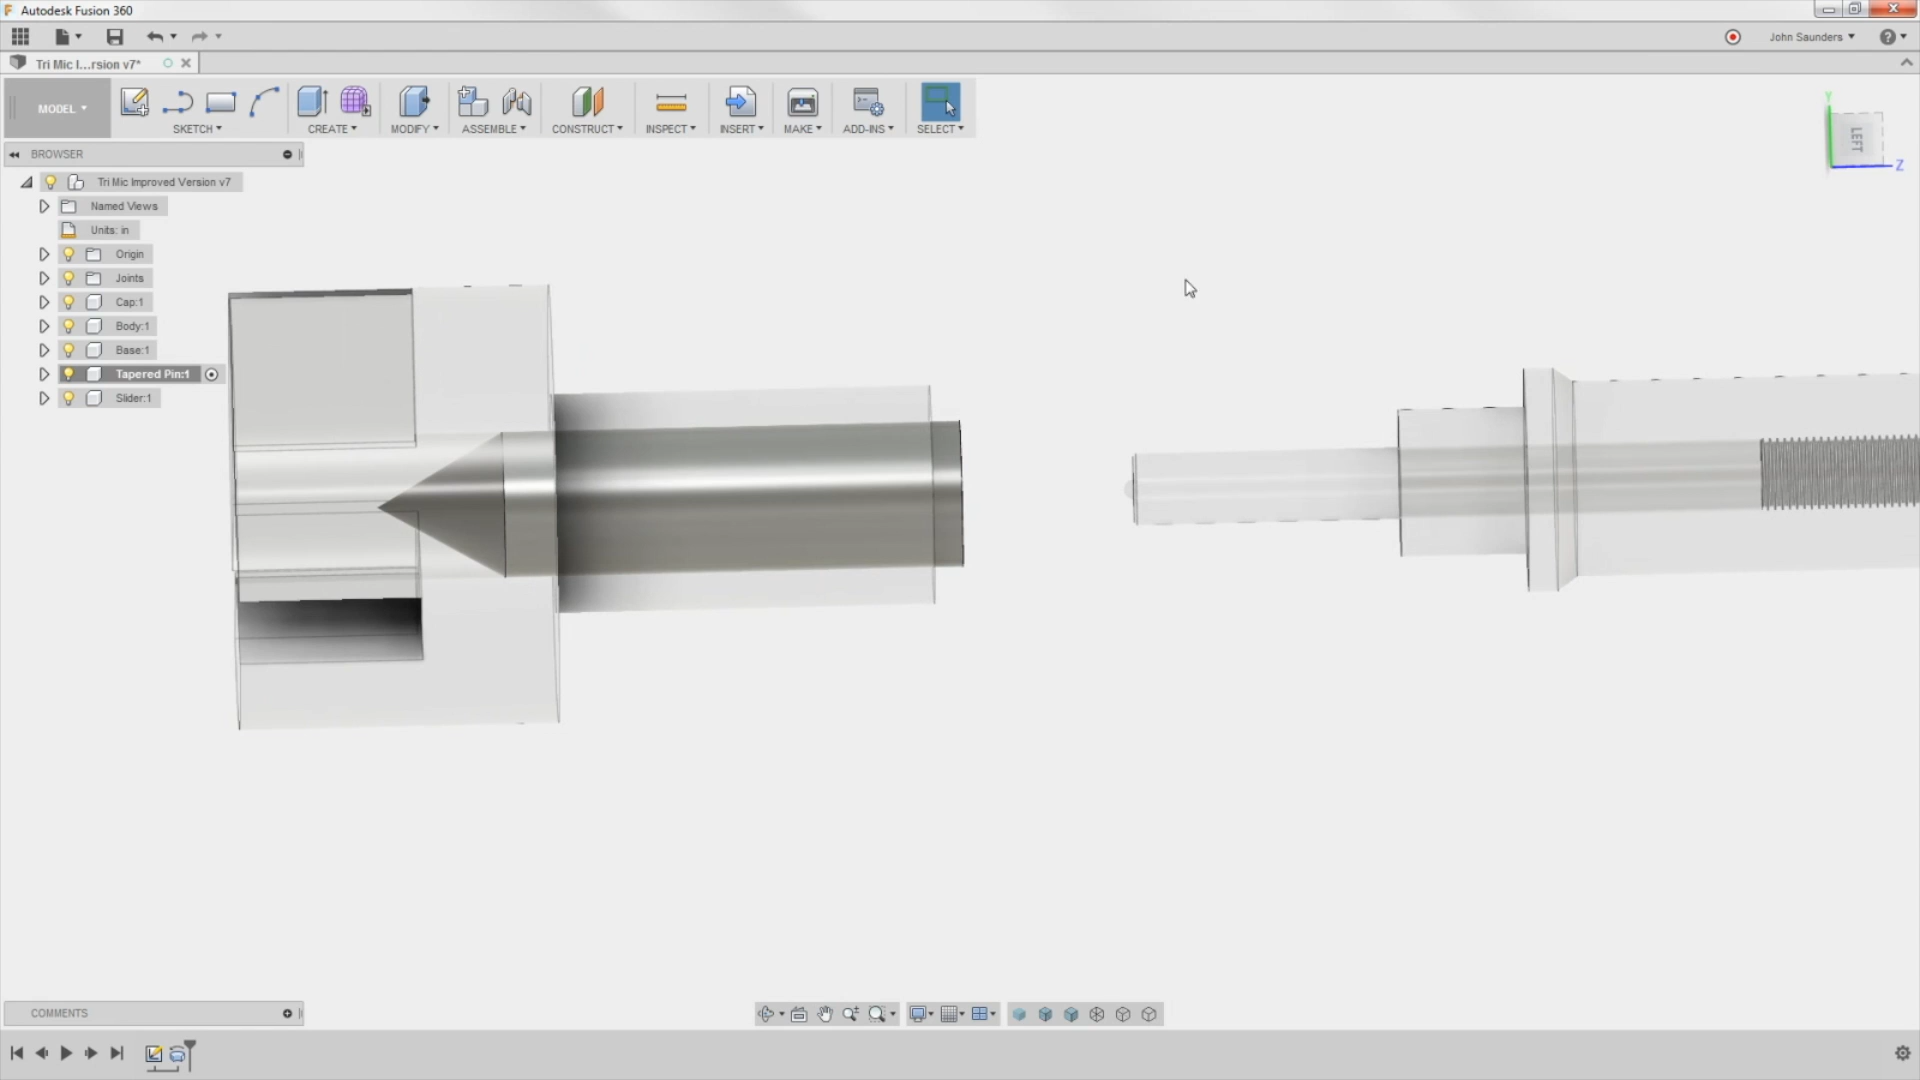 Autodesk Fusion 360
John Saunders
Tri Mic I...rsion v7*
MODEL
SKETCH
CREATE
MODIFY
ASSEMBLE
CONSTRUCT
INSPECT
INSERT
MAKE
ADD-INS
SELECT
Y
LEFT
Z
BROWSER
Tri Mic Improved Version v7
Named Views
Units: in
Origin
Joints
Cap:1
Body:1
Base:1
Tapered Pin:1
Slider:1
COMMENTS